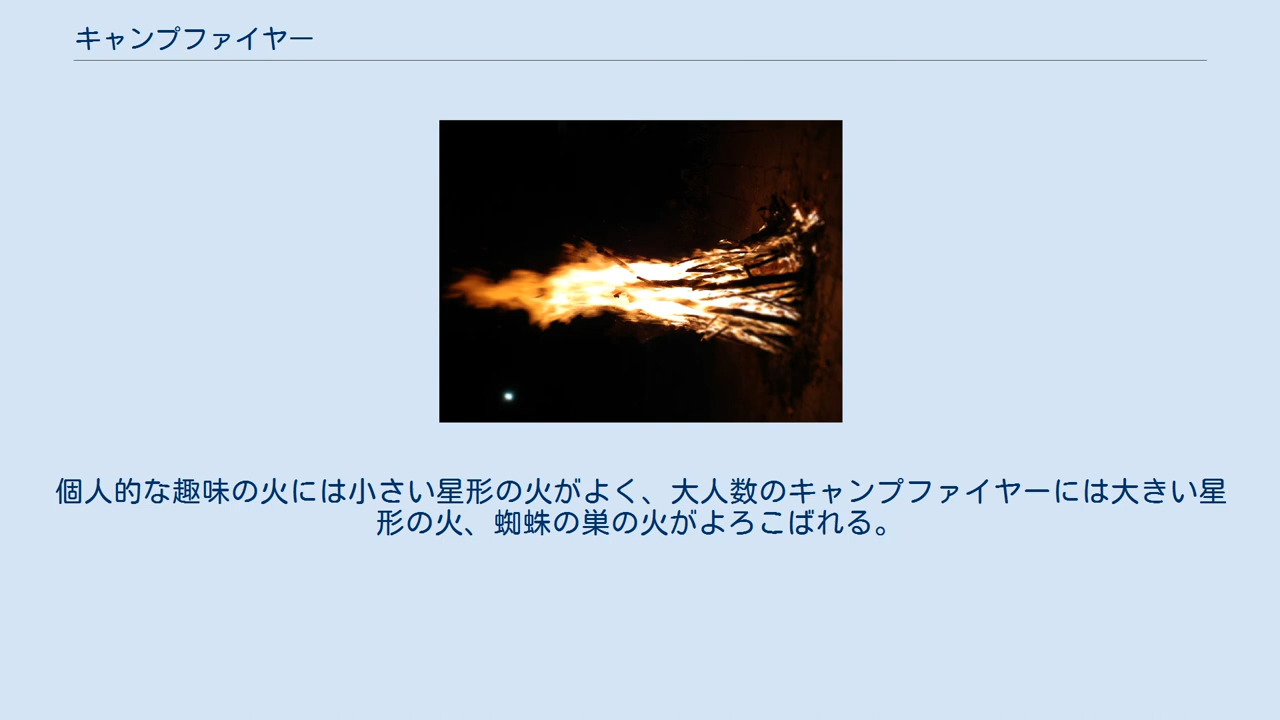 キャンプファイヤー
個人的な趣味の火には小さい星形の火がよく、大人数のキャンプファイヤーには大きい星
形の火、蜘蛛の巣の火がよろこばれる。